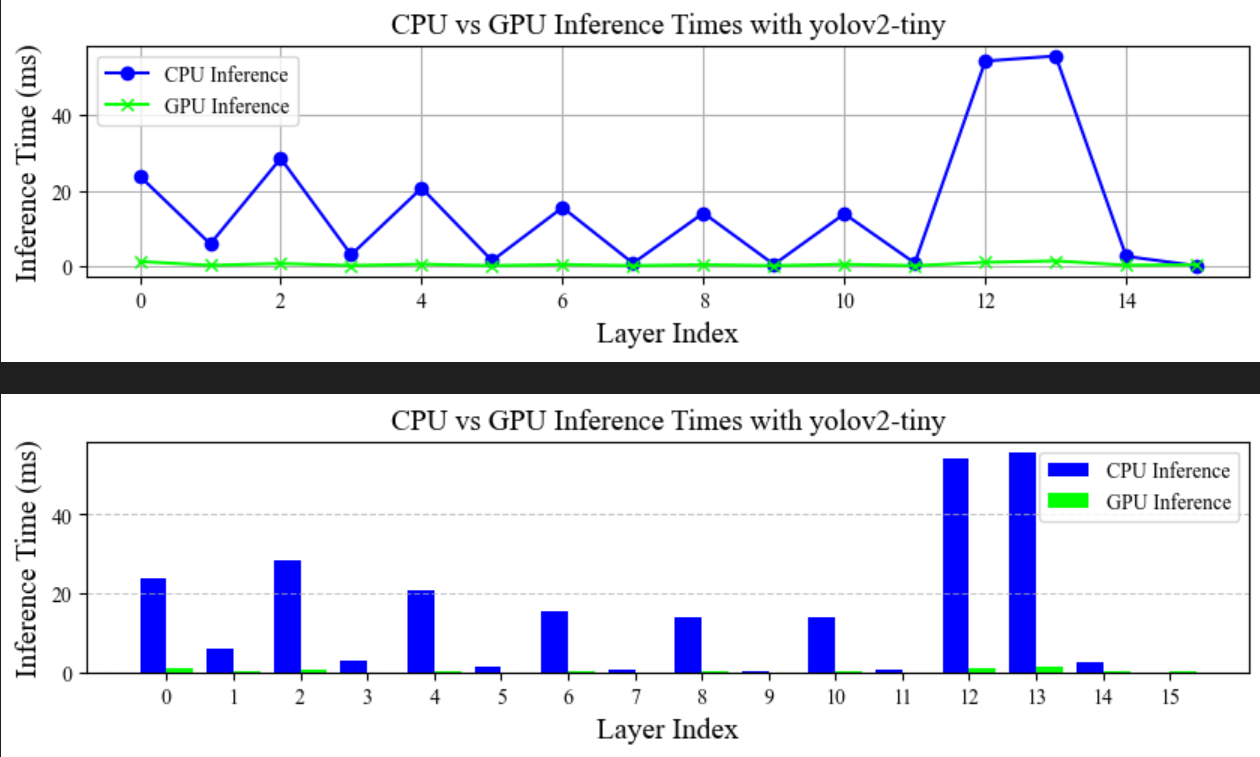 CPU vs GPU Inference Times with yolov2-tiny
Inference Time (ms)
CPU Inference
GPU Inference
40
20
0
0 2 4 6 8 10 12 14
Layer Index
CPU vs GPU Inference Times with yolov2-tiny
Inference Time (ms)
CPU Inference
GPU Inference
40
20
0
0 1 2 3 4 5 6 7 8 9 10 11 12 13 14 15
Layer Index